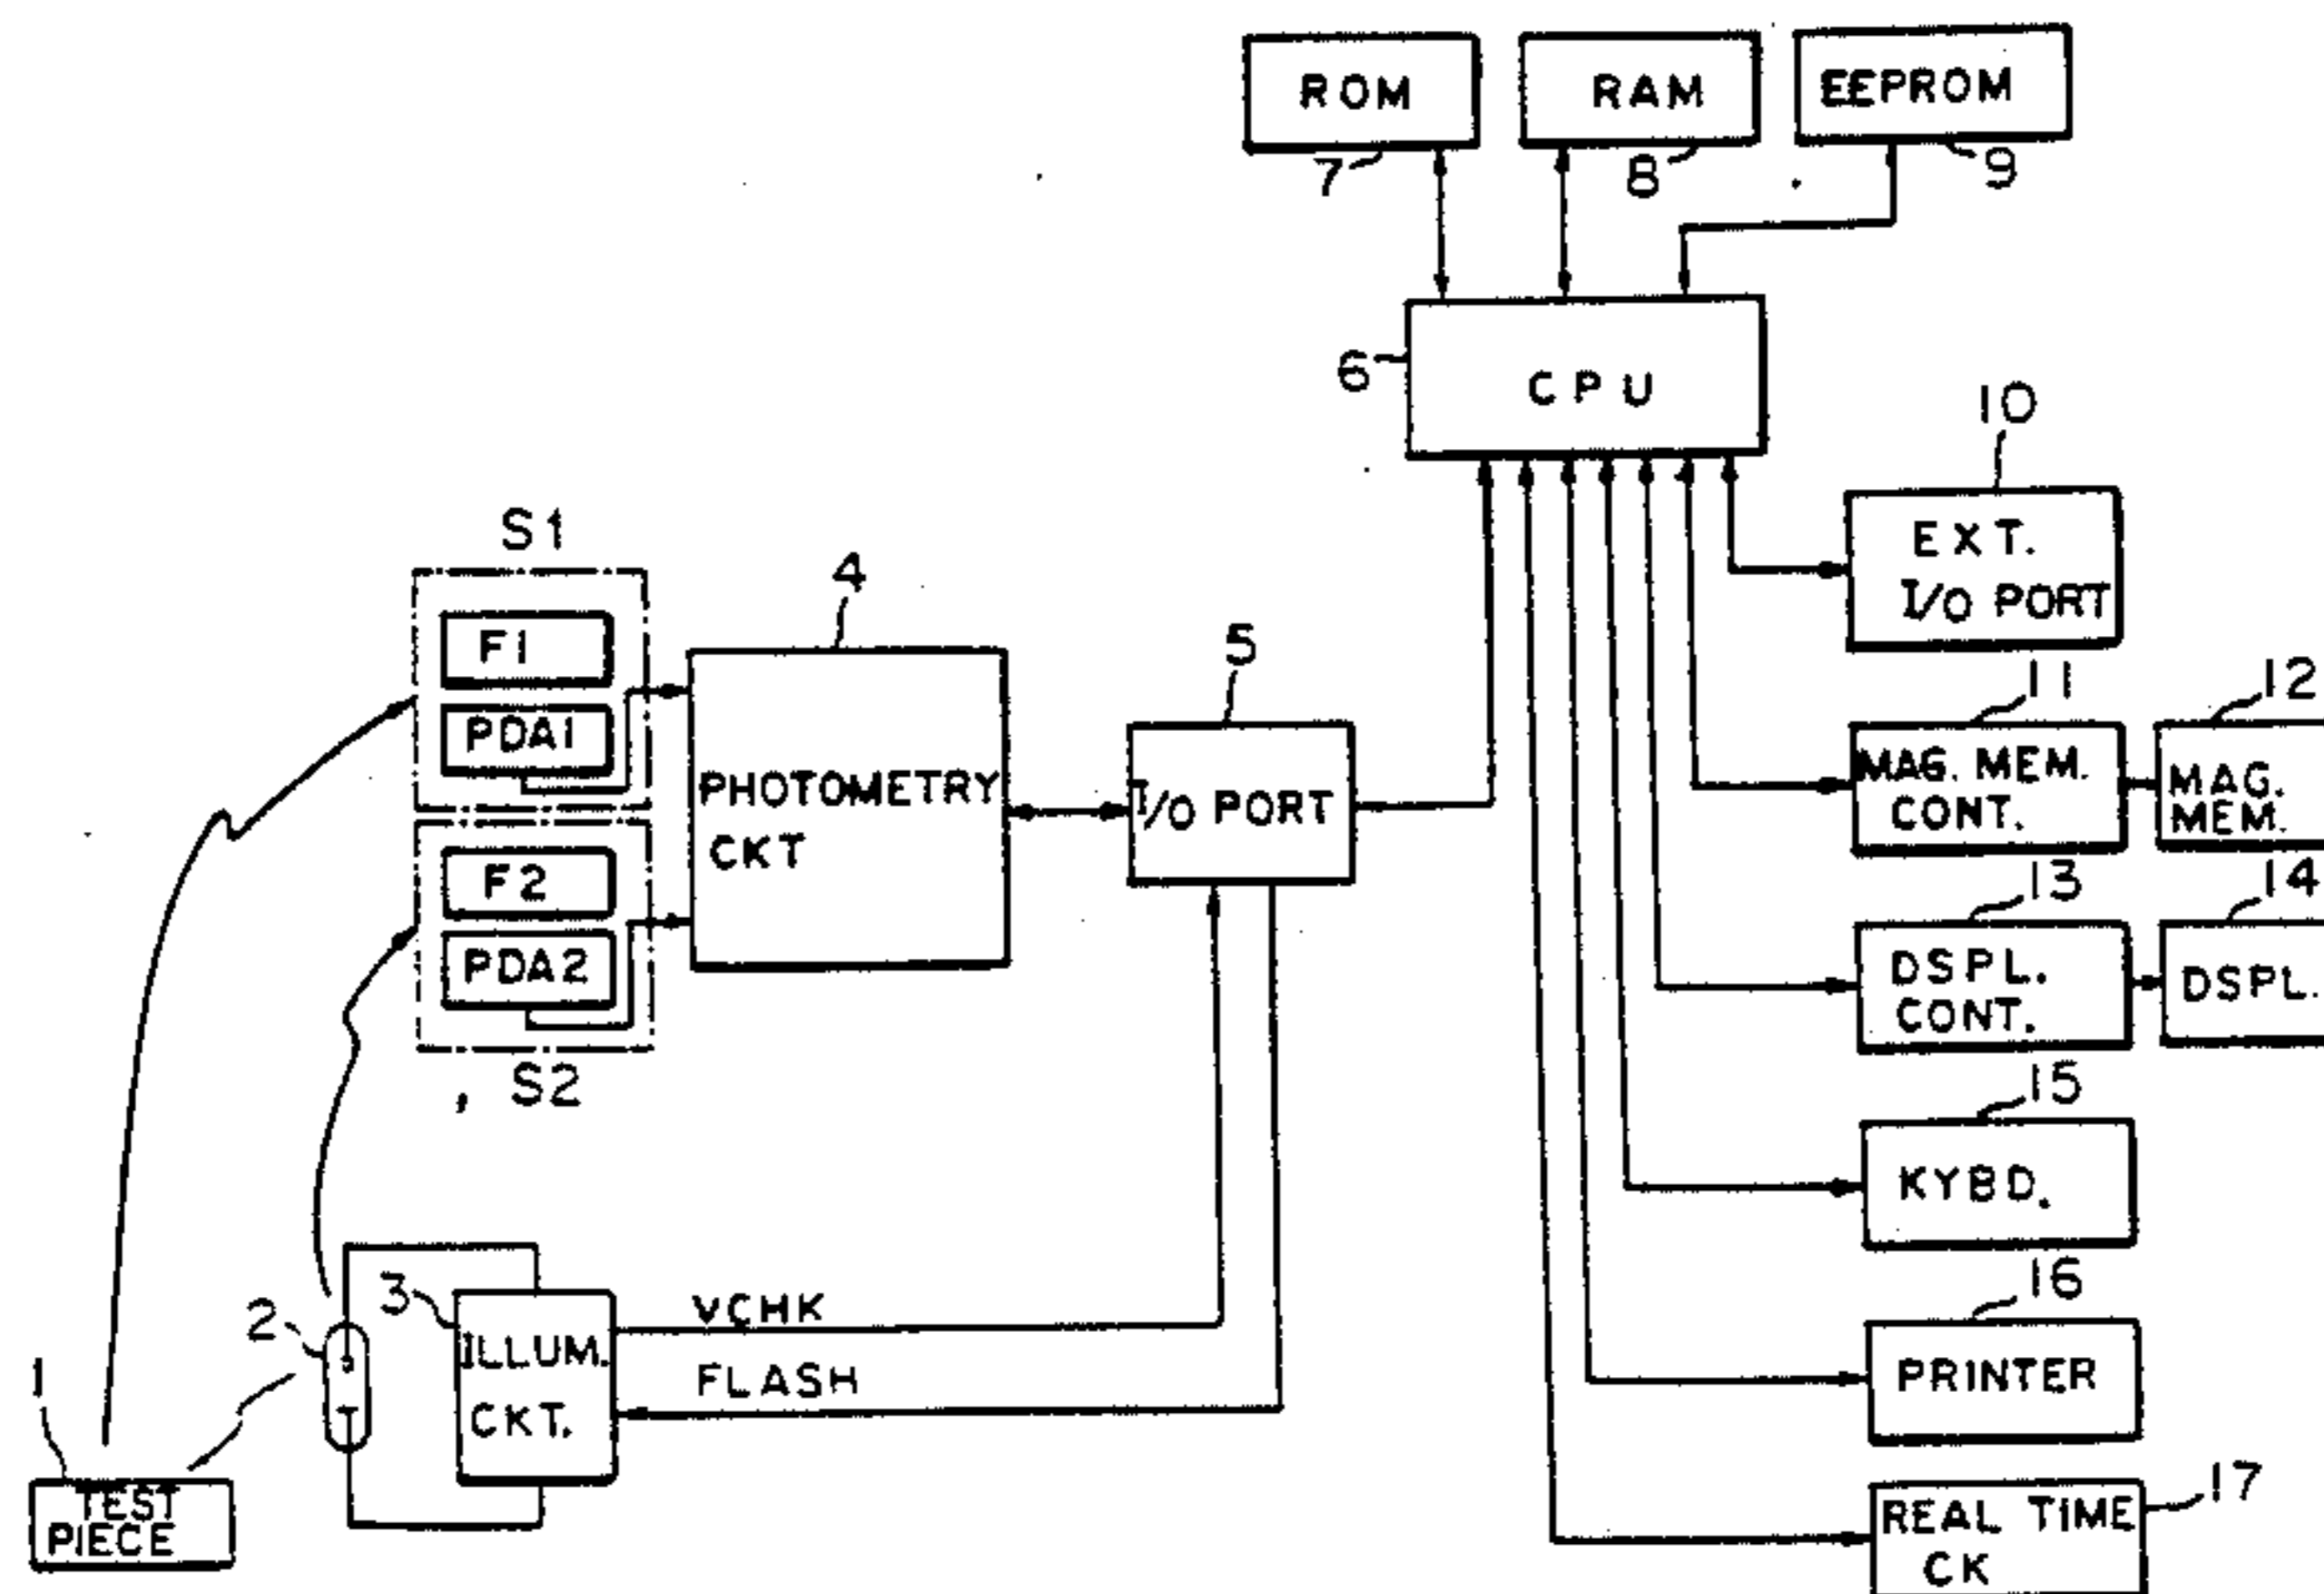 ROM
RAM
EEPROM
7
8
9
6
CPU
10
EXT.
I/O PORT
S1
F1
PDA1
4
PHOTOMETRY
CKT
5
I/O PORT
11
MAG. MEM.
CONT.
12
MAG.
MEM.
F2
PDA2
S2
13
DSPL.
CONT.
14
DSPL.
15
KYBD.
16
PRINTER
17
REAL TIME
CK
2
3
ILLUM.
CKT.
VCHK
FLASH
1
TEST
PIECE